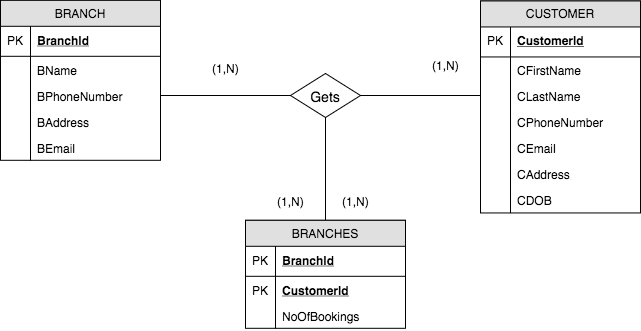 BRANCH
PK BranchId
BName
BPhoneNumber
BAddress
BEmail
(1,N)
Gets
(1,N)
CUSTOMER
PK CustomerId
CFirstName
CLastName
CPhoneNumber
CEmail
CAddress
CDOB
(1,N) (1,N)
BRANCHES
PK BranchId
PK CustomerId
NoOfBookings